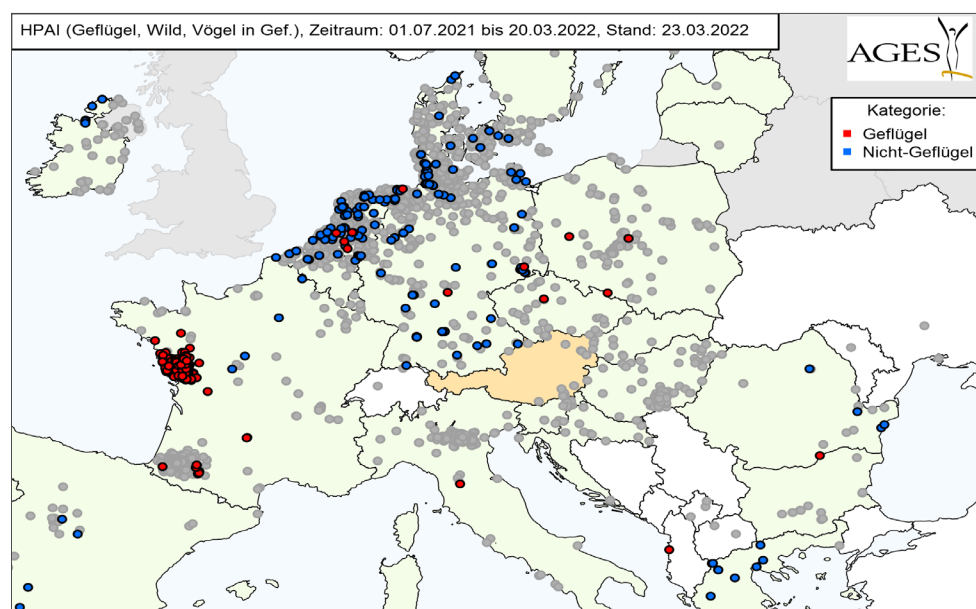 HPAI (Geflügel, Wild, Vögel in Gef.), Zeitraum: 01.07.2021 bis 20.03.2022, Stand: 23.03.2022
AGES
Kategorie:
Geflügel
Nicht-Geflügel